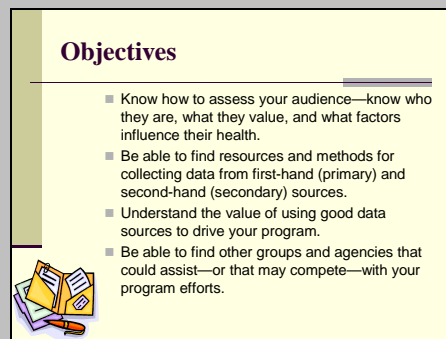 Objectives
Know how to assess your audience—know who
they are, what they value, and what factors
influence their health.
Be able to find resources and methods for
collecting data from first-hand (primary) and
second-hand (secondary) sources.
Understand the value of using good data
sources to drive your program.
Be able to find other groups and agencies that
could assist—or that may compete—with your
program efforts.